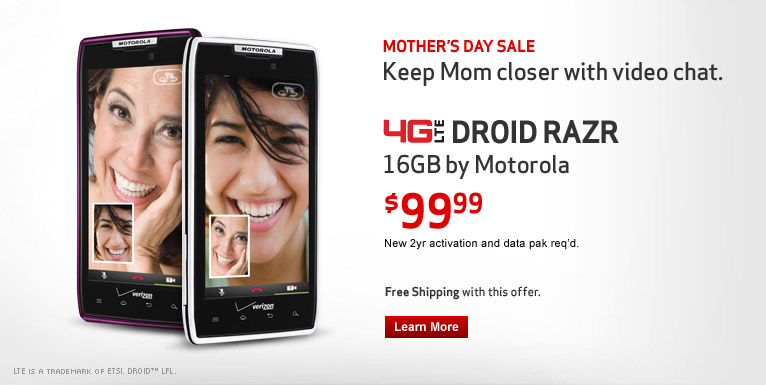 MOTHER'S DAY SALE
Keep Mom closer with video chat.
4G LTE DROID RAZR
16GB by Motorola
$99 99
New 2yr activation and data pak req'd.
Free Shipping with this offer.
Learn More
MOTOROLA
MOTOROLA
verizon
verizon
LTE IS A TRADEMARK OF ETSI. DROID™ LFL.